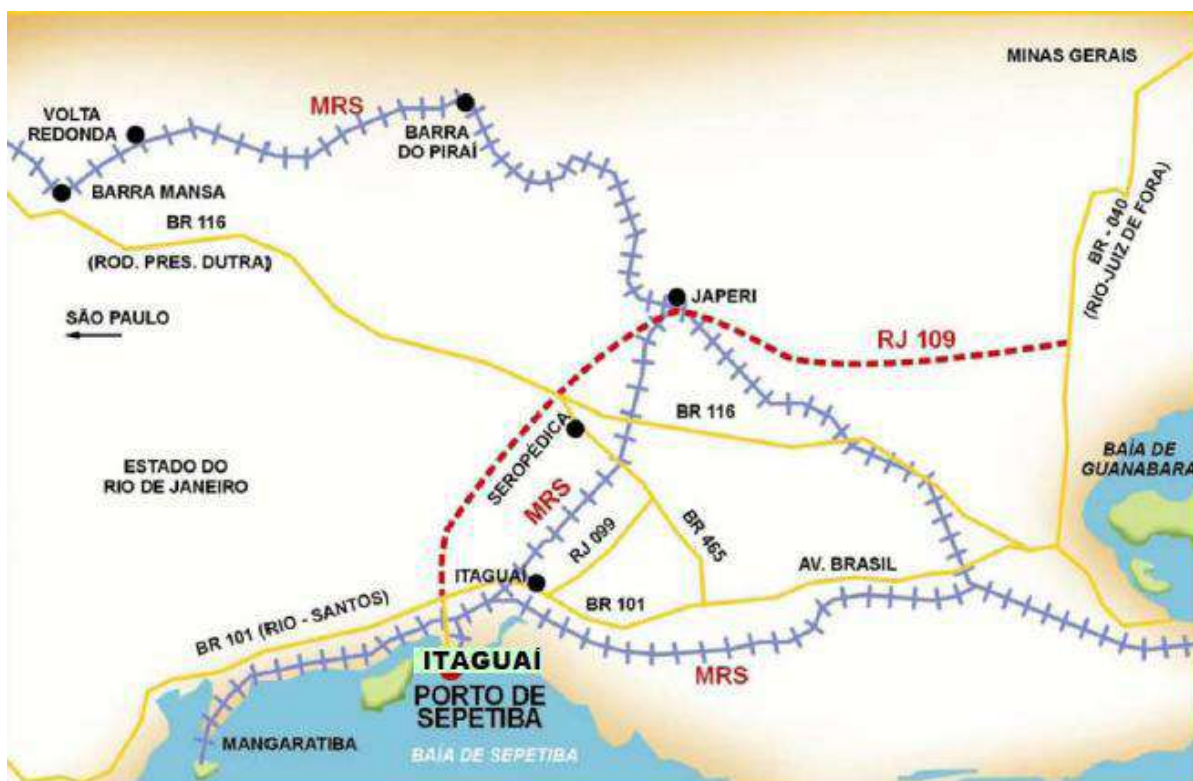 MINAS GERAIS
VOLTA
REDONDA
MRS
BARRA
DO PIRAÍ
BARRA MANSA
BR 116
(ROD. PRES. DUTRA)
SÃO PAULO
BR - 040
(RIO-JUIZ DE FORA)
JAPERI
RJ 109
BR 116
SEROPÉDICA
ESTADO DO
RIO DE JANEIRO
BAÍA DE
GUANABARA
MRS
RJ 099
BR 465
AV. BRASIL
ITAGUAÍ
BR 101
BR 101 (RIO - SANTOS)
ITAGUAÍ
PORTO DE
SEPETIBA
MRS
MANGARATIBA
BAÍA DE SEPETIBA